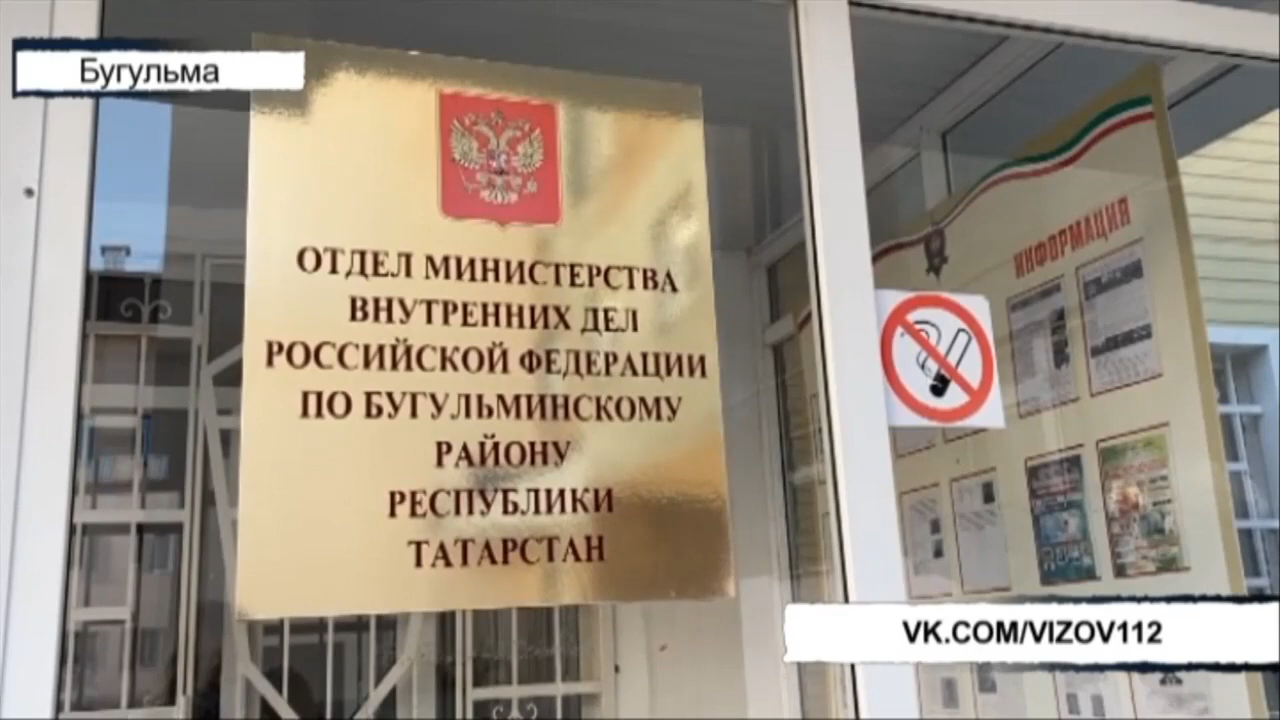 Бугульма
ОТДЕЛ МИНИСТЕРСТВА
ВНУТРЕННИХ ДЕЛ
РОССИЙСКОЙ ФЕДЕРАЦИИ
ПО БУГУЛЬМИНСКОМУ
РАЙОНУ
РЕСПУБЛИКИ
ТАТАРСТАН
ИНФОРМАЦИЯ
VK.COM/VIZOV112